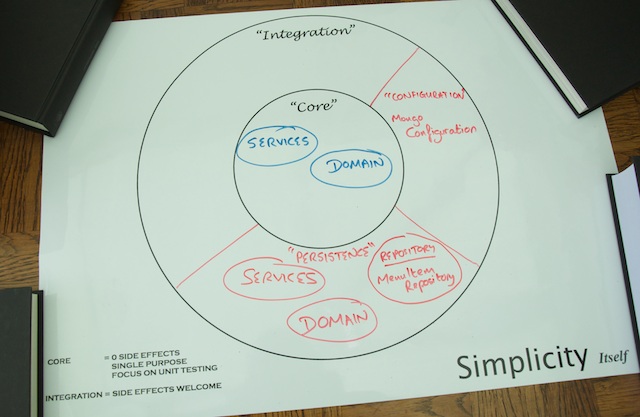 "Integration"
"Core"
SERVICES
DOMAIN
"CONFIGURATION"
Mongo
Configuration
"PERSISTENCE"
SERVICES
DOMAIN
REPOSITORY
MenuItem
Repository
CORE = 0 SIDE EFFECTS
SINGLE PURPOSE
FOCUS ON UNIT TESTING
INTEGRATION = SIDE EFFECTS WELCOME
Simplicity Itself